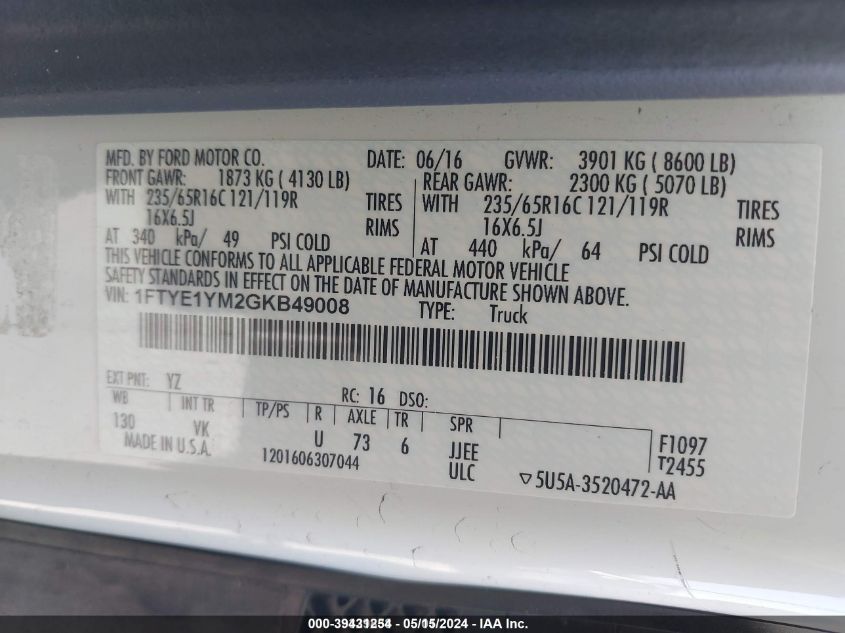 MFD. BY FORD MOTOR CO. DATE: 06/16 GVWR: 3901 KG ( 8600 LB)
FRONT GAWR: 1873 KG ( 4130 LB) REAR GAWR: 2300 KG ( 5070 LB)
WITH 235/65R16C 121/119R TIRES WITH 235/65R16C 121/119R TIRES
16X6.5J RIMS 16X6.5J RIMS
AT 340 kPa/ 49 PSI COLD AT 440 kPa/ 64 PSI COLD
THIS VEHICLE CONFORMS TO ALL APPLICABLE FEDERAL MOTOR VEHICLE
SAFETY STANDARDS IN EFFECT ON THE DATE OF MANUFACTURE SHOWN ABOVE.
VIN: 1FTYE1YM2GKB49008 TYPE: Truck
EXT PNT: YZ RC: 16 DSO:
WB INT TR TP/PS R AXLE TR SPR
130 VK U 73 6 JJEE F1097
MADE IN U.S.A. 1201606307044 ULC T2455
5U5A-3520472-AA
000-39431254 - 05/15/2024 - IAA Inc.